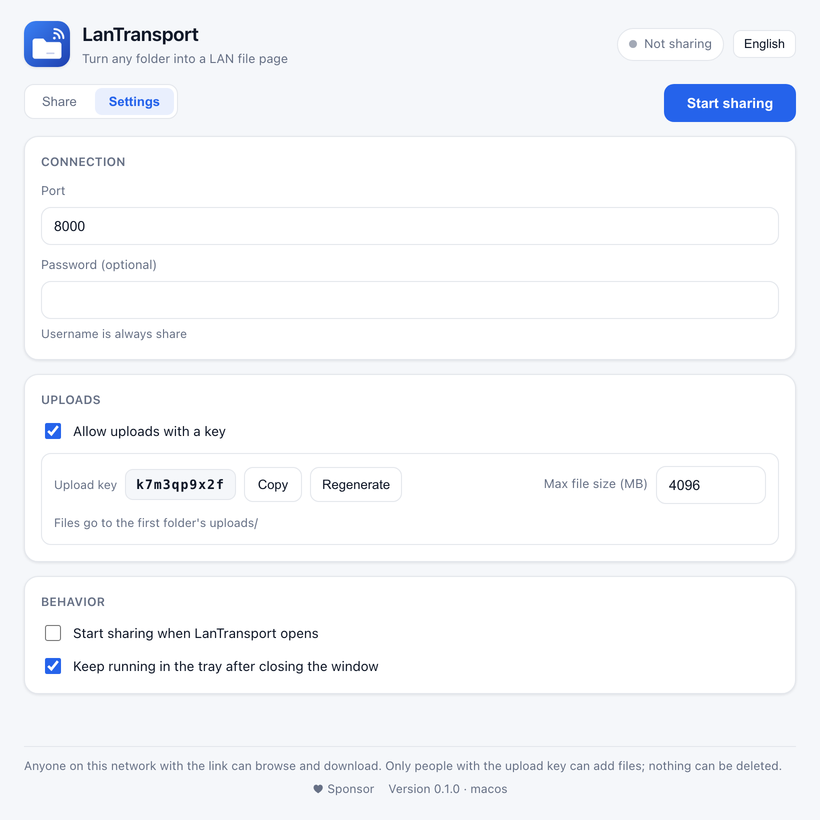 LanTransport
Turn any folder into a LAN file page
Not sharing
English
Share
Settings
Start sharing
CONNECTION
Port
8000
Password (optional)
Username is always share
UPLOADS
Allow uploads with a key
Upload key k7m3qp9x2f Copy Regenerate Max file size (MB) 4096
Files go to the first folder's uploads/
BEHAVIOR
Start sharing when LanTransport opens
Keep running in the tray after closing the window
Anyone on this network with the link can browse and download. Only people with the upload key can add files; nothing can be deleted.
Sponsor Version 0.1.0 · macos